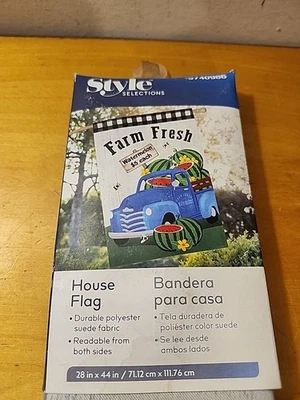 Style
SELECTIONS
Farm Fresh
Watermelon
$5 each
House
Flag
• Durable polyester
suede fabric
• Readable from
both sides
Bandera
para casa
• Tela duradera de
poliéster color suede
• Se lee desde
ambos lados
28 in x 44 in / 71.12 cm x 111.76 cm